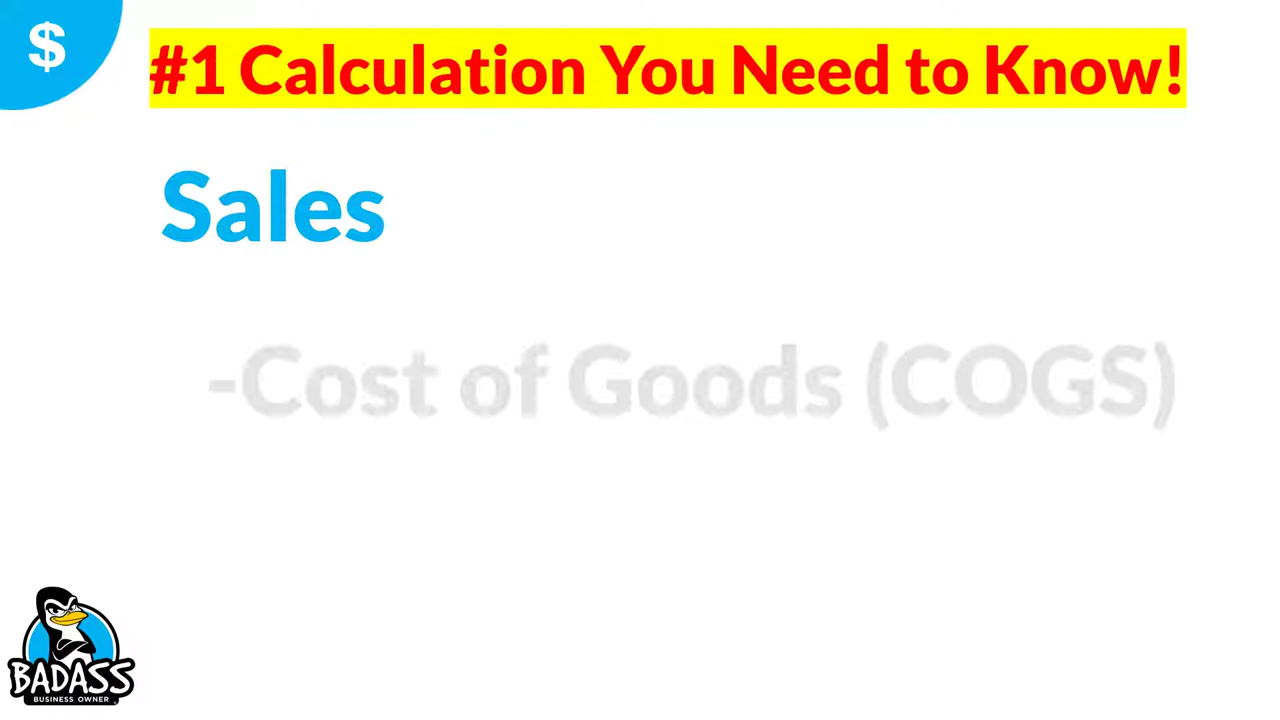 $
#1 Calculation You Need to Know!
Sales
-Cost of Goods (COGS)
BADASS
BUSINESS OWNER